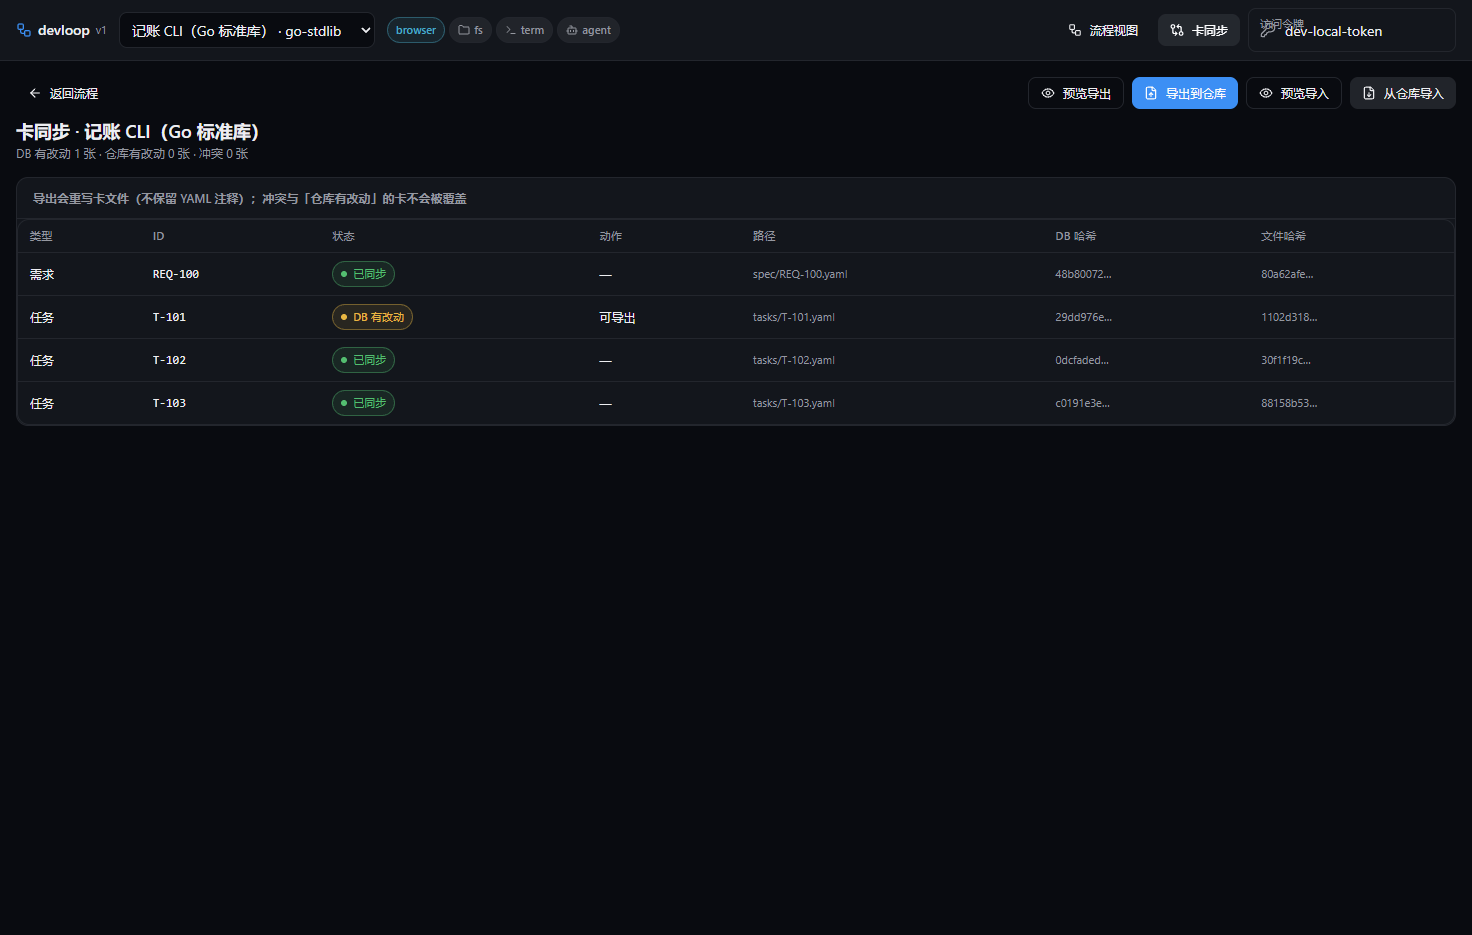 devloop v1
记账 CLI（Go 标准库） · go-stdlib
browser
fs
term
agent
流程视图
卡同步
访问令牌
dev-local-token
返回流程
预览导出
导出到仓库
预览导入
从仓库导入
卡同步 · 记账 CLI（Go 标准库）
DB 有改动 1 张 · 仓库有改动 0 张 · 冲突 0 张
导出会重写卡文件（不保留 YAML 注释）；冲突与「仓库有改动」的卡不会被覆盖
类型 ID 状态 动作 路径 DB 哈希 文件哈希
需求 REQ-100 已同步 — spec/REQ-100.yaml 48b80072... 80a62afe...
任务 T-101 DB 有改动 可导出 tasks/T-101.yaml 29dd976e... 1102d318...
任务 T-102 已同步 — tasks/T-102.yaml 0dcfaded... 30f1f19c...
任务 T-103 已同步 — tasks/T-103.yaml c0191e3e... 88158b53...